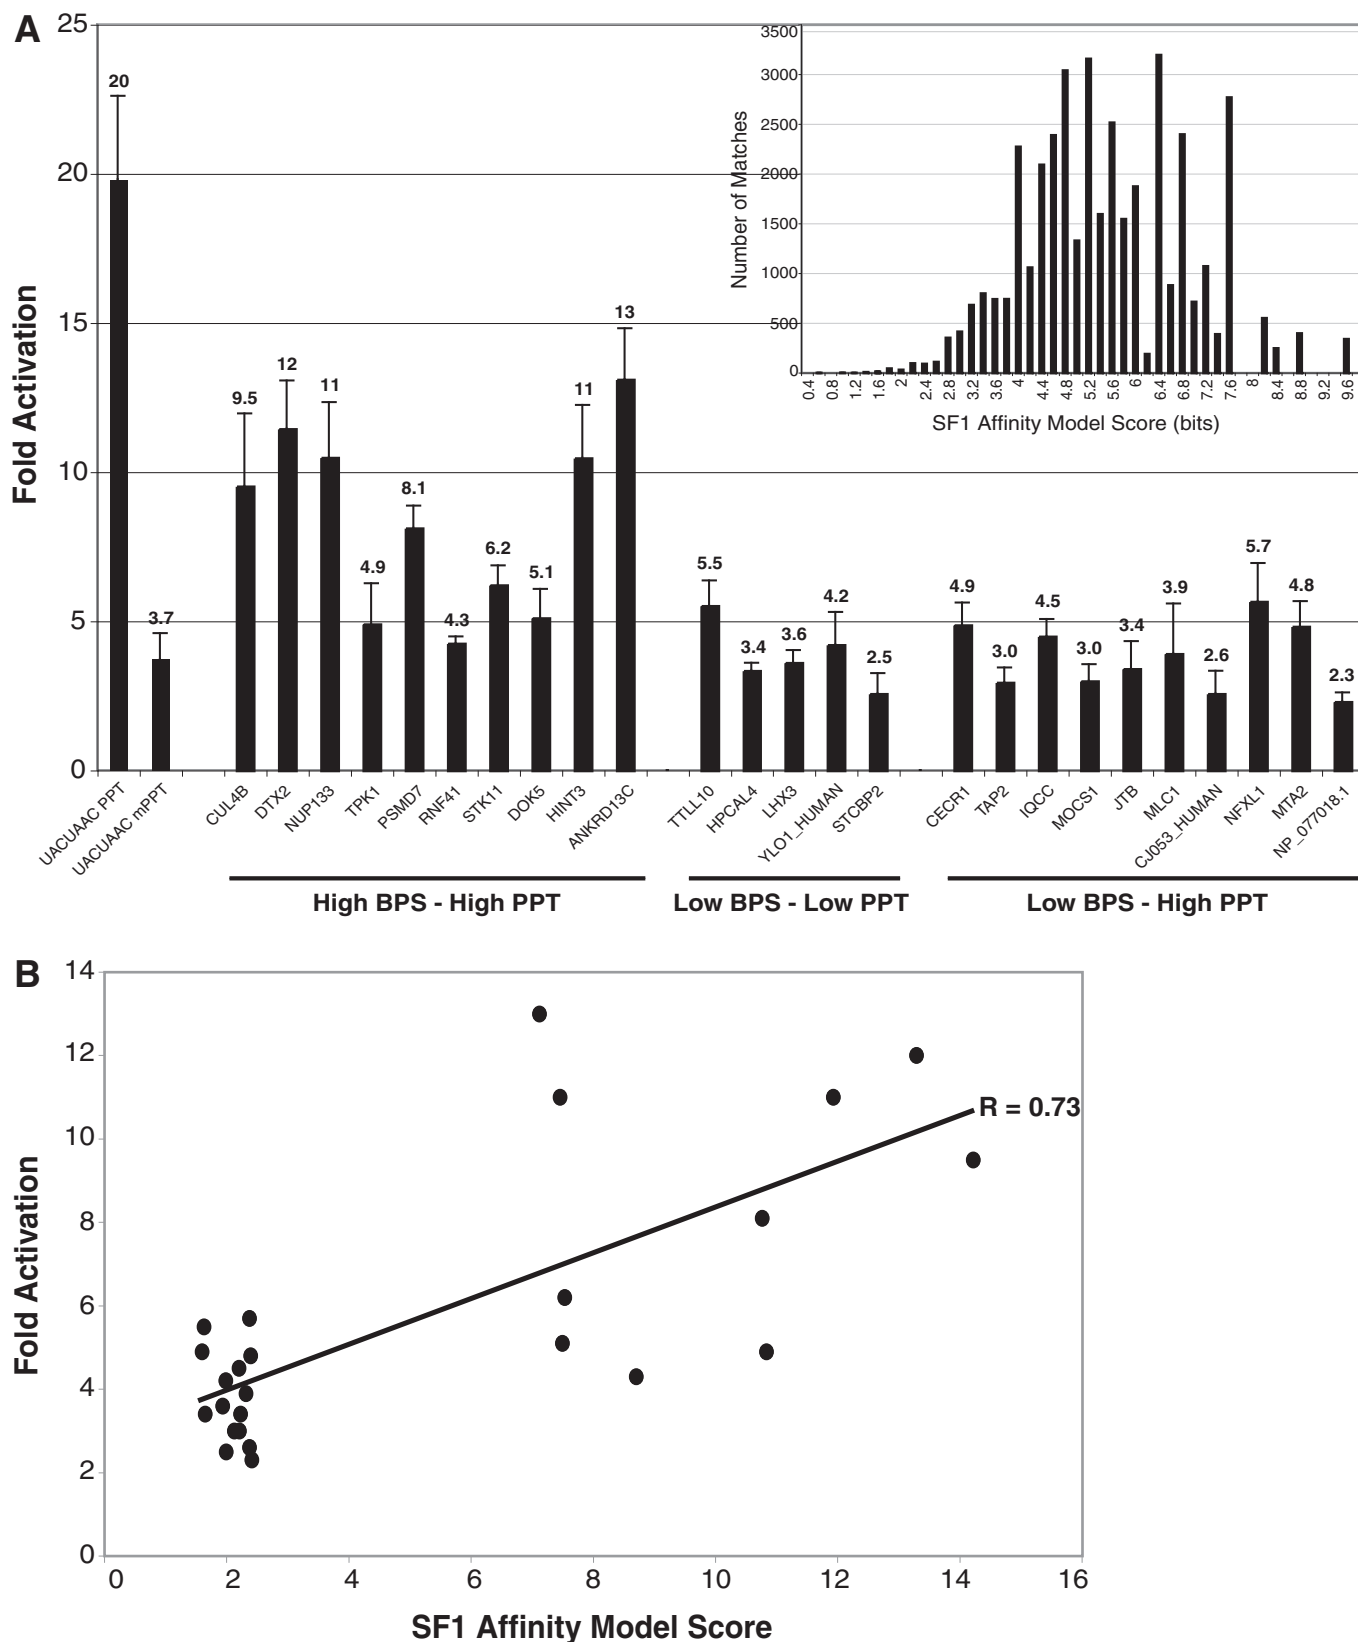 A
25
20
15
10
5
0
Fold Activation
20
3.7
9.5
12
11
4.9
8.1
4.3
6.2
5.1
11
13
5.5
3.4
3.6
4.2
2.5
4.9
3.0
4.5
3.0
3.4
3.9
2.6
5.7
4.8
2.3
UACUAAC PPT
UACUAAC mPPT
CUL4B
DTX2
NUP133
TPK1
PSMD7
RNF41
STK11
DOK5
HINT3
ANKRD13C
TTLL10
HPCAL4
LHX3
YLO1_HUMAN
STCBP2
CECR1
TAP2
IQCC
MOCS1
JTB
MLC1
CJ053_HUMAN
NFXL1
MTA2
NP_077018.1
High BPS - High PPT
Low BPS - Low PPT
Low BPS - High PPT
3500
3000
2500
2000
1500
1000
500
0
Number of Matches
0.4
0.8
1.2
1.6
2
2.4
2.8
3.2
3.6
4
4.4
4.8
5.2
5.6
6
6.4
6.8
7.2
7.6
8
8.4
8.8
9.2
9.6
SF1 Affinity Model Score (bits)
B
14
12
10
8
6
4
2
0
Fold Activation
R = 0.73
0 2 4 6 8 10 12 14 16
SF1 Affinity Model Score